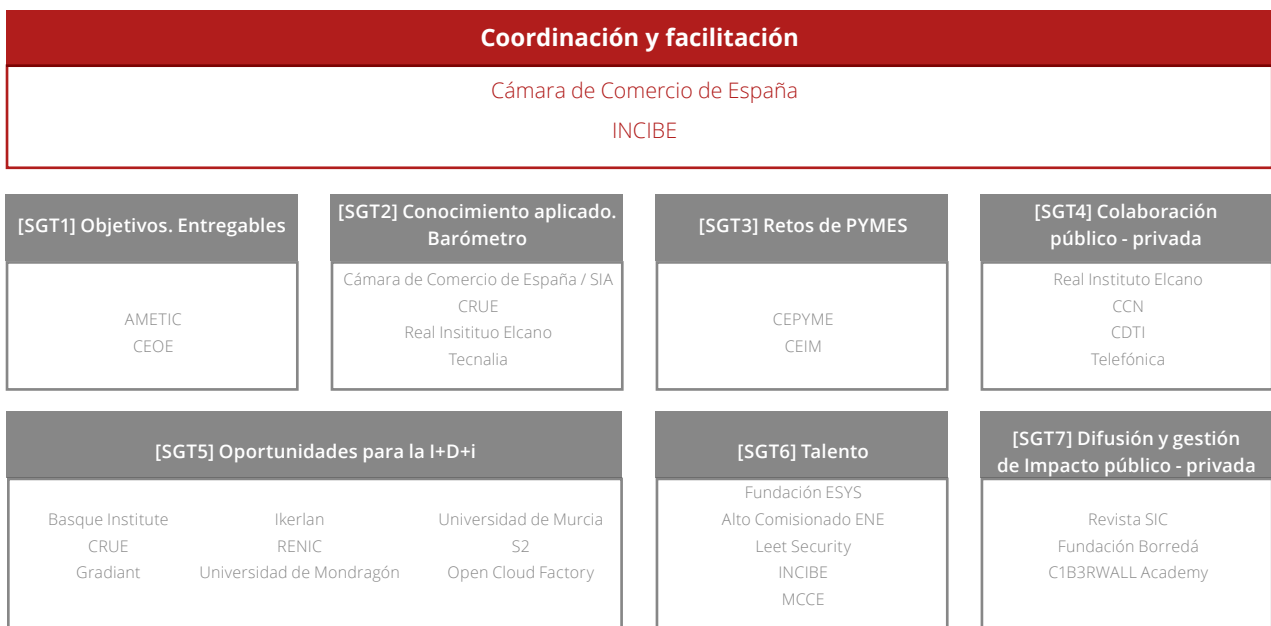 Coordinación y facilitación
Cámara de Comercio de España
INCIBE
[SGT1] Objetivos. Entregables
AMETIC
CEOE
[SGT2] Conocimiento aplicado.
Barómetro
Cámara de Comercio de España / SIA
CRUE
Real Insitituo Elcano
Tecnalia
[SGT3] Retos de PYMES
CEPYME
CEIM
[SGT4] Colaboración
público - privada
Real Instituto Elcano
CCN
CDTI
Telefónica
[SGT5] Oportunidades para la I+D+i
Basque Institute
CRUE
Gradiant
Ikerlan
RENIC
Universidad de Mondragón
Universidad de Murcia
S2
Open Cloud Factory
[SGT6] Talento
Fundación ESYS
Alto Comisionado ENE
Leet Security
INCIBE
MCCE
[SGT7] Difusión y gestión
de Impacto público - privada
Revista SIC
Fundación Borredá
C1B3RWALL Academy